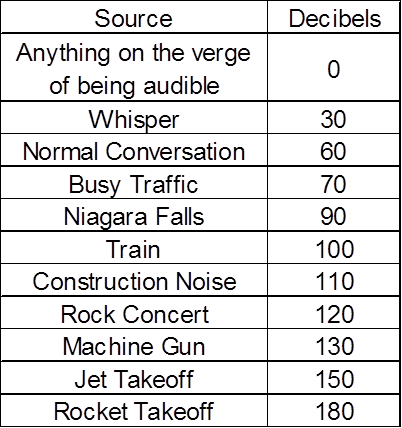 Source Decibels
Anything on the verge
of being audible 0
Whisper 30
Normal Conversation 60
Busy Traffic 70
Niagara Falls 90
Train 100
Construction Noise 110
Rock Concert 120
Machine Gun 130
Jet Takeoff 150
Rocket Takeoff 180